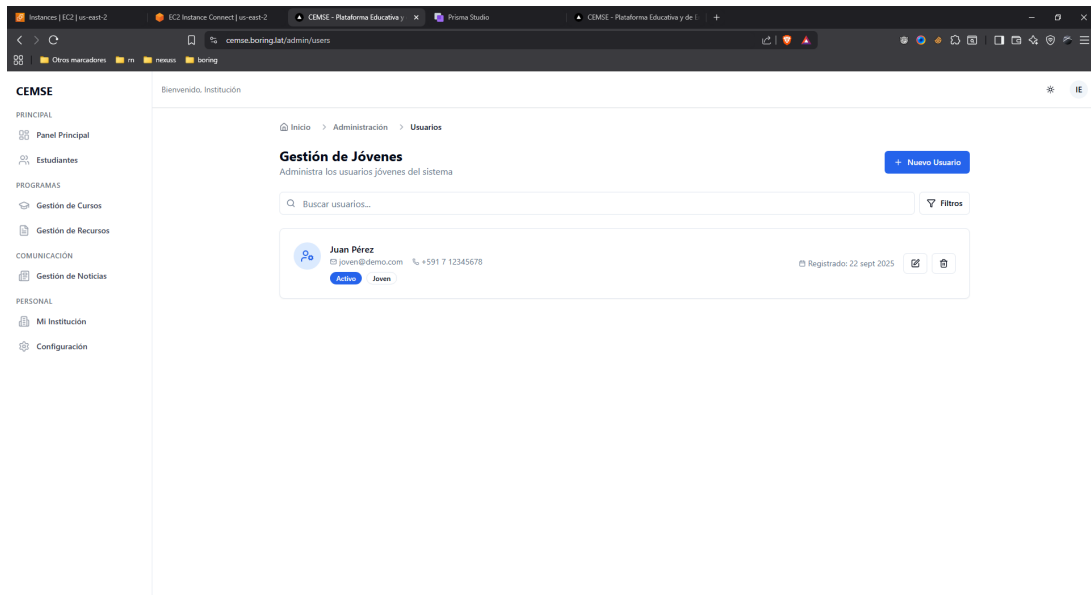 Instances | EC2 | us-east-2
EC2 Instance Connect | us-east-2
CEMSE - Plataforma Educativa y
Prisma Studio
CEMSE - Plataforma Educativa y de
cemse.boring.lat/admin/users
Otros marcadores
m
nexuss
boring
CEMSE
Bienvenido, Institución
IE
PRINCIPAL
Panel Principal
Estudiantes
PROGRAMAS
Gestión de Cursos
Gestión de Recursos
COMUNICACIÓN
Gestión de Noticias
PERSONAL
Mi Institución
Configuración
Inicio > Administración > Usuarios
Gestión de Jóvenes
Administra los usuarios jóvenes del sistema
+ Nuevo Usuario
Buscar usuarios...
Filtros
Juan Pérez
joven@demo.com +591 7 12345678
Activo Joven
Registrado: 22 sept 2025